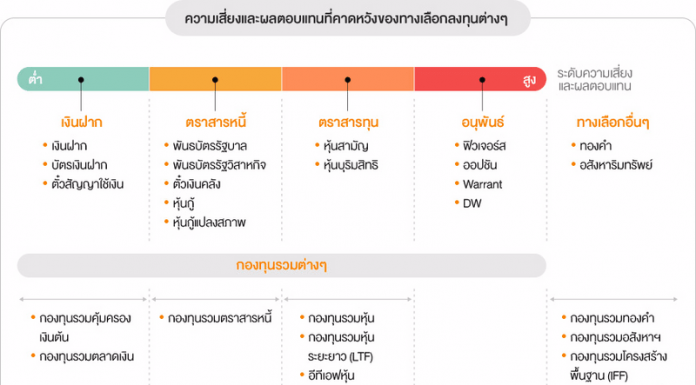 ความเสี่ยงและผลตอบแทนที่คาดหวังของทางเลือกลงทุนต่างๆ
ต่ำ
สูง
ระดับความเสี่ยง
และผลตอบแทน
เงินฝาก
• เงินฝาก
• บัตรเงินฝาก
• ตั๋วสัญญาใช้เงิน
ตราสารหนี้
• พันธบัตรรัฐบาล
• พันธบัตรรัฐวิสาหกิจ
• ตั๋วเงินคลัง
• หุ้นกู้
• หุ้นกู้แปลงสภาพ
ตราสารทุน
• หุ้นสามัญ
• หุ้นบุริมสิทธิ
อนุพันธ์
• ฟิวเจอร์ส
• ออปชัน
• Warrant
• DW
ทางเลือกอื่นๆ
• ทองคำ
• อสังหาริมทรัพย์
กองทุนรวมต่างๆ
• กองทุนรวมคุ้มครอง
เงินต้น
• กองทุนรวมตลาดเงิน
• กองทุนรวมตราสารหนี้
• กองทุนรวมหุ้น
• กองทุนรวมหุ้น
ระยะยาว (LTF)
• อีทีเอฟหุ้น
• กองทุนรวมทองคำ
• กองทุนรวมอสังหาฯ
• กองทุนรวมโครงสร้าง
พื้นฐาน (IFF)